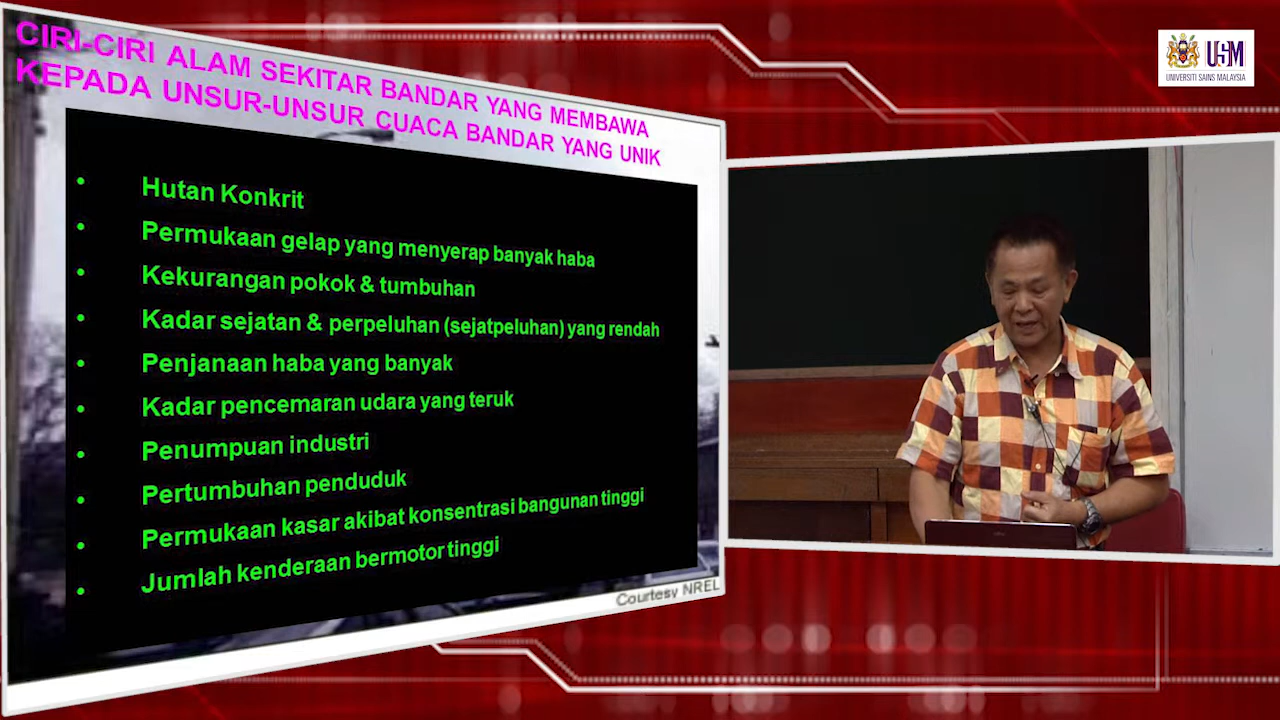 CIRI-CIRI ALAM SEKITAR BANDAR YANG MEMBAWA
KEPADA UNSUR-UNSUR CUACA BANDAR YANG UNIK
• Hutan Konkrit
• Permukaan gelap yang menyerap banyak haba
• Kekurangan pokok & tumbuhan
• Kadar sejatan & perpeluhan (sejatpeluhan) yang rendah
• Penjanaan haba yang banyak
• Kadar pencemaran udara yang teruk
• Penumpuan industri
• Pertumbuhan penduduk
• Permukaan kasar akibat konsentrasi bangunan tinggi
• Jumlah kenderaan bermotor tinggi
Courtesy NREL
USM
UNIVERSITI SAINS MALAYSIA